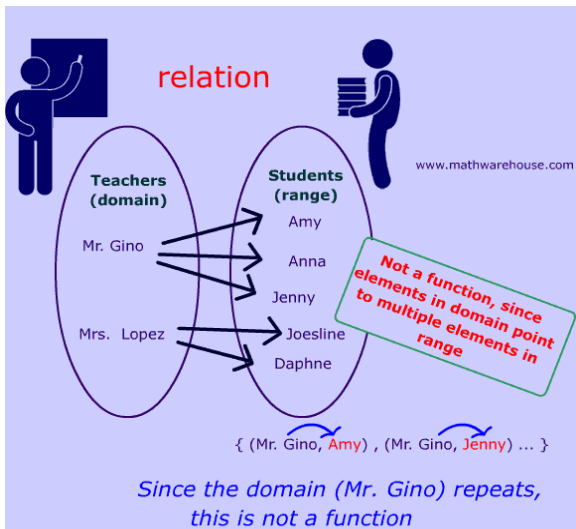 relation
www.mathwarehouse.com
Teachers
(domain)
Students
(range)
Mr. Gino
Mrs. Lopez
Amy
Anna
Jenny
Joesline
Daphne
Not a function, since
elements in domain point
to multiple elements in
range
{ (Mr. Gino, Amy) , (Mr. Gino, Jenny) ... }
Since the domain (Mr. Gino) repeats,
this is not a function